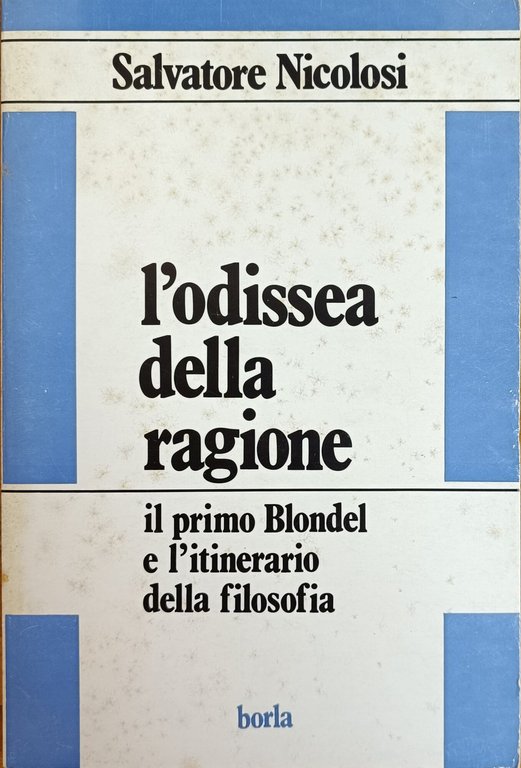 Salvatore Nicolosi
l'odissea
della
ragione
il primo Blondel
e l'itinerario
della filosofia
borla